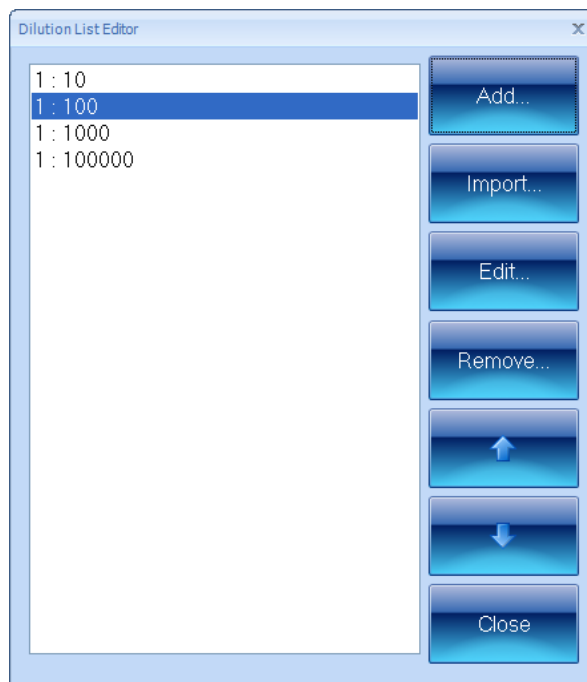 Dilution List Editor
x
1 : 10
1 : 100
1 : 1000
1 : 100000
Add...
Import...
Edit...
Remove...
Close